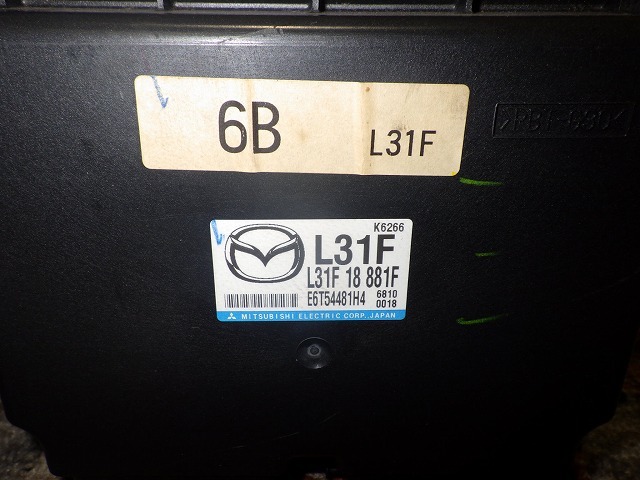 6B
L31F
K6266
L31F
L31F 18 881F
E6T54481H4
6810
0018
MITSUBISHI ELECTRIC CORP., JAPAN